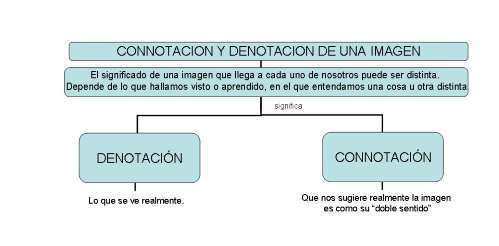 CONNOTACION Y DENOTACION DE UNA IMAGEN
El significado de una imagen que llega a cada uno de nosotros puede ser distinta.
Depende de lo que hallamos visto o aprendido, en el que entendamos una cosa u otra distinta
significa
DENOTACIÓN
CONNOTACIÓN
Lo que se ve realmente.
Que nos sugiere realmente la imagen
es como su “doble sentido”